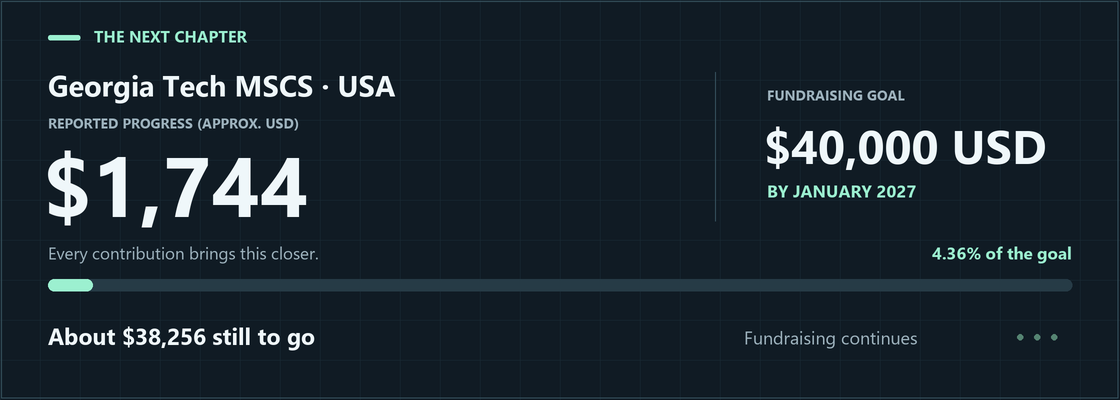 THE NEXT CHAPTER
Georgia Tech MSCS · USA
REPORTED PROGRESS (APPROX. USD)
$1,744
Every contribution brings this closer.
FUNDRAISING GOAL
$40,000 USD
BY JANUARY 2027
4.36% of the goal
About $38,256 still to go
Fundraising continues